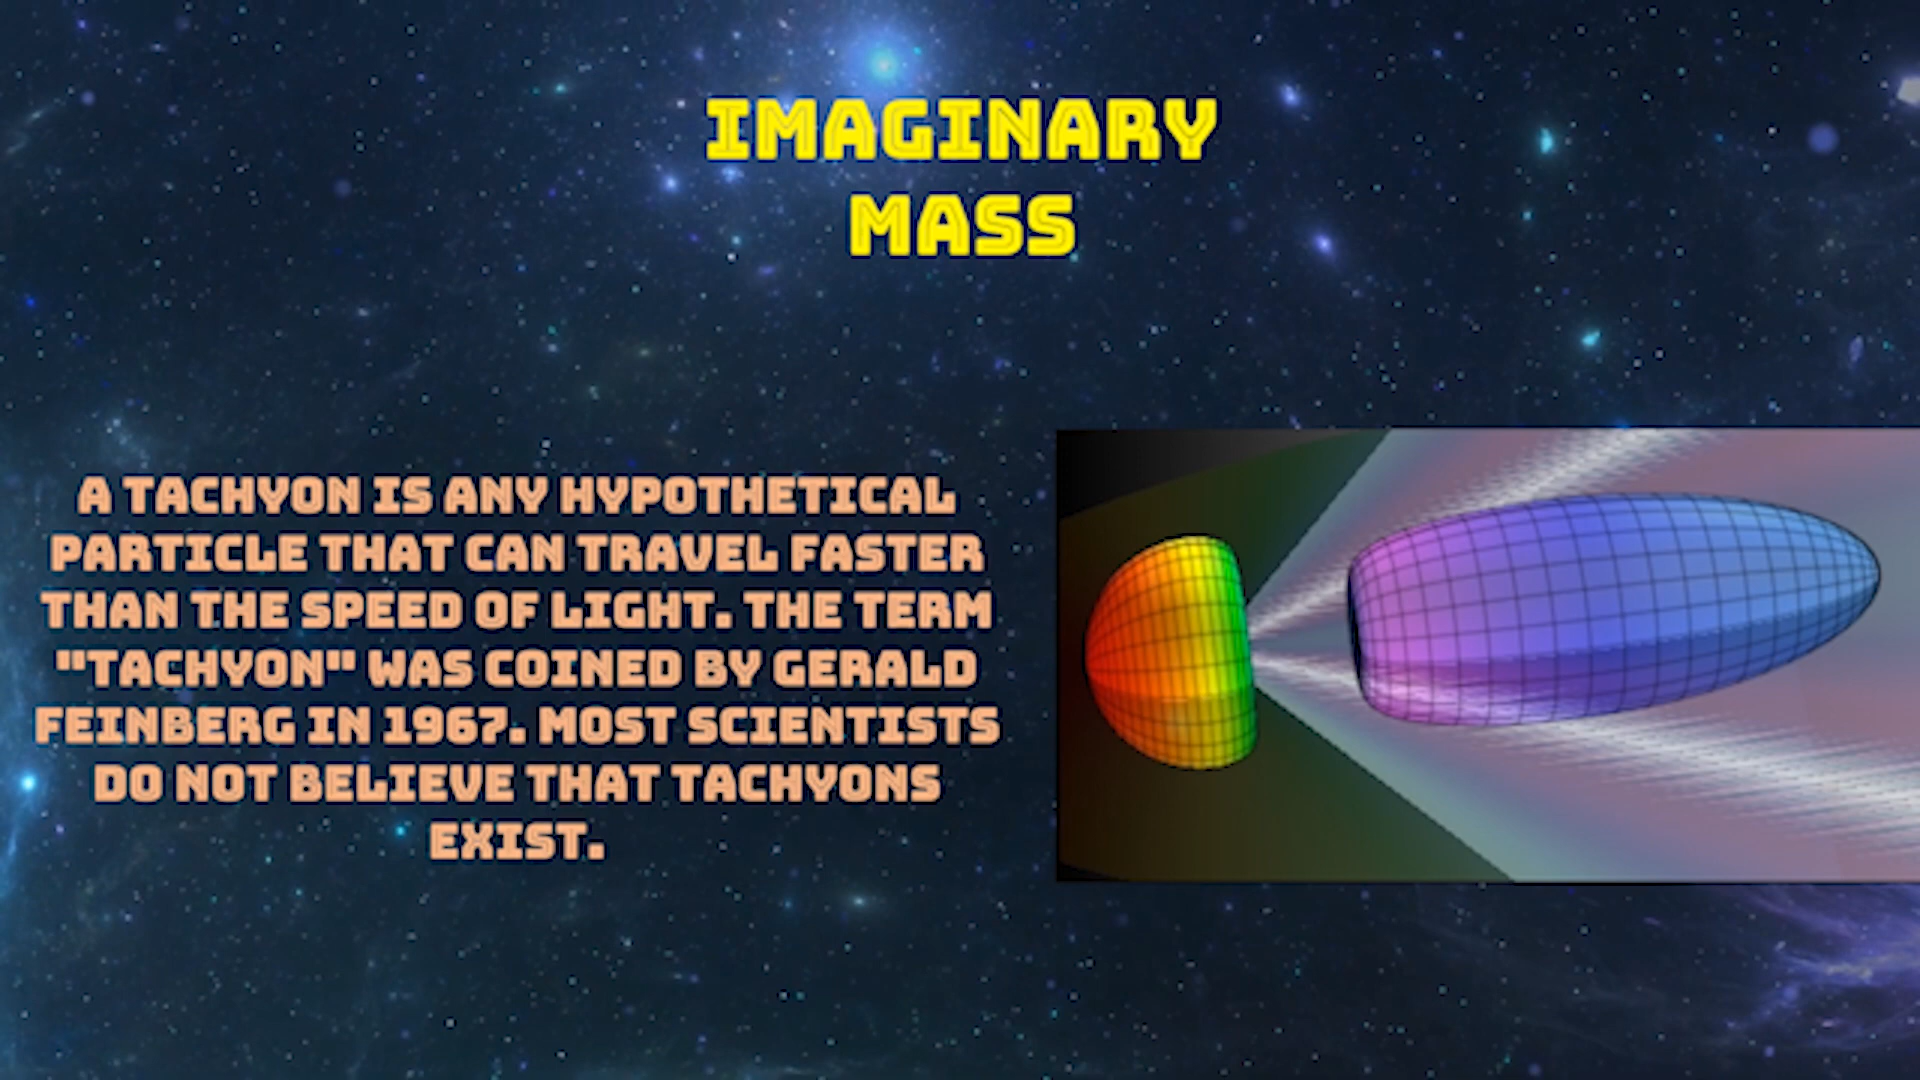 IMAGINARY
MASS
A TACHYON IS ANY HYPOTHETICAL
PARTICLE THAT CAN TRAVEL FASTER
THAN THE SPEED OF LIGHT. THE TERM
"TACHYON" WAS COINED BY GERALD
FEINBERG IN 1967. MOST SCIENTISTS
DO NOT BELIEVE THAT TACHYONS
EXIST.